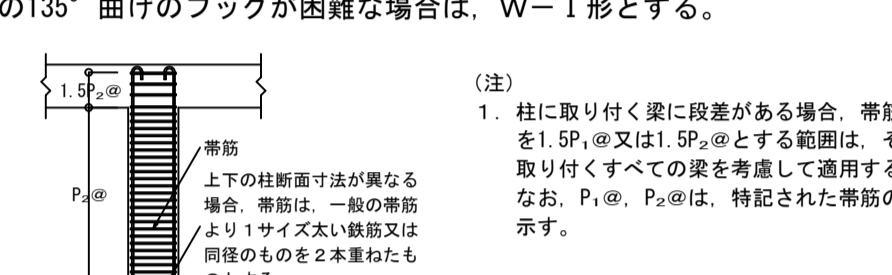 の135°曲げのフックが困難な場合は，W－Ⅰ形とする。
1.5P₂@
P₂@
帯筋
上下の柱断面寸法が異なる
場合，帯筋は，一般の帯筋
より１サイズ太い鉄筋又は
同径のものを２本重ねたも
のとする
（注）
１．柱に取り付く梁に段差がある場合，帯筋
を1.5P₁@又は1.5P₂@とする範囲は，そ
取り付くすべての梁を考慮して適用する
なお，P₁@，P₂@は，特記された帯筋の
示す。